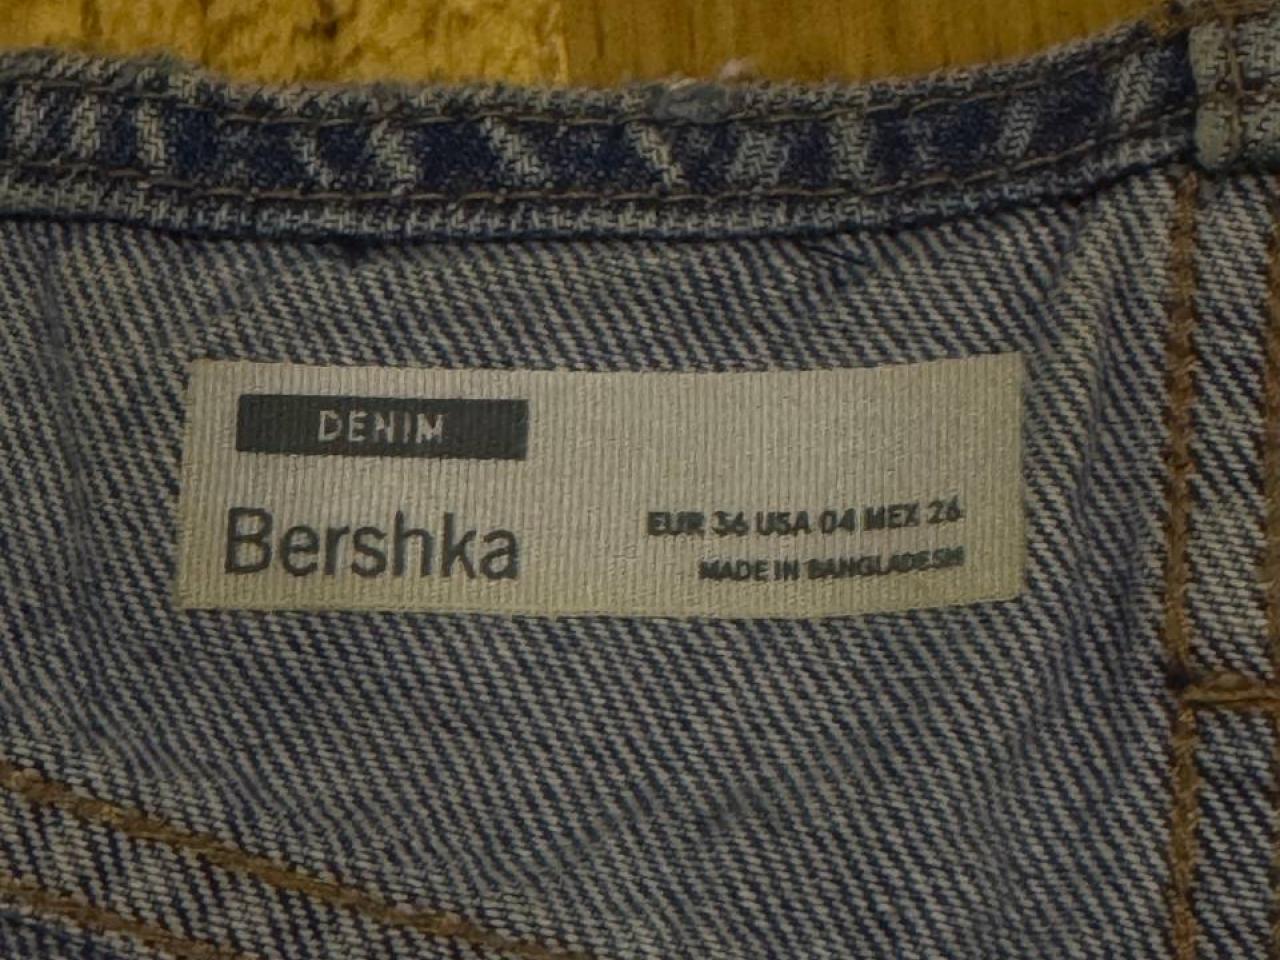 DENIM
Bershka
EUR 36 USA 04 MEX 26
MADE IN BANGLADESH